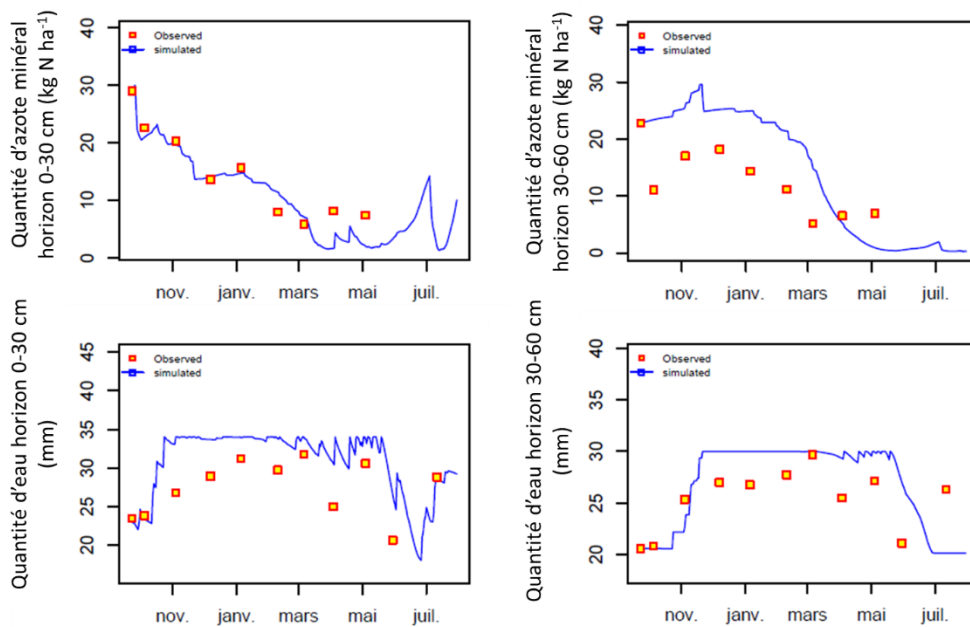 Quantité d'azote minéral
horizon 0-30 cm (kg N ha⁻¹)
40
30
20
10
0
Observed
simulated
nov.
janv.
mars
mai
juil.
Quantité d'azote minéral
horizon 30-60 cm (kg N ha⁻¹)
40
30
20
10
0
Observed
simulated
nov.
janv.
mars
mai
juil.
Quantité d'eau horizon 0-30 cm
(mm)
45
40
35
30
25
20
Observed
simulated
nov.
janv.
mars
mai
juil.
Quantité d'eau horizon 30-60 cm
(mm)
40
35
30
25
20
Observed
simulated
nov.
janv.
mars
mai
juil.